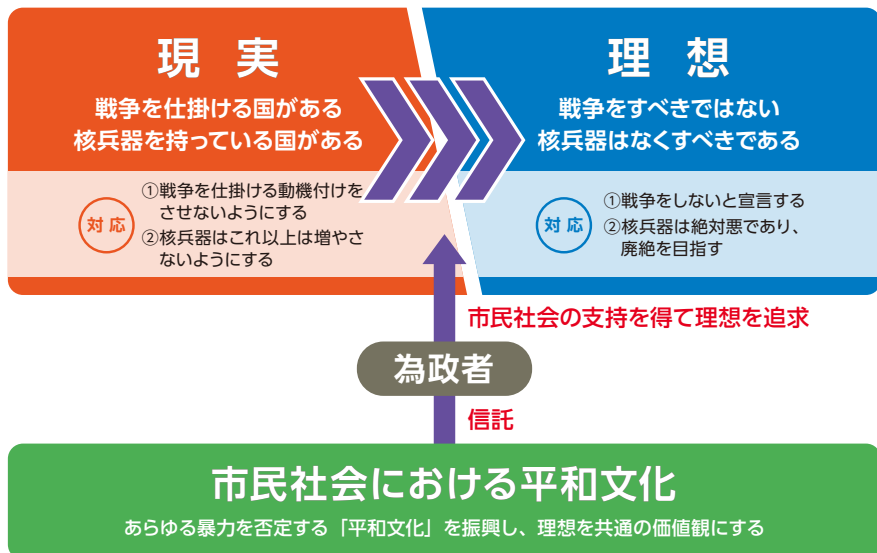 現 実
戦争を仕掛ける国がある
核兵器を持っている国がある
対 応
①戦争を仕掛ける動機付けを
させないようにする
②核兵器はこれ以上は増やさ
ないようにする
理 想
戦争をすべきではない
核兵器はなくすべきである
対 応
①戦争をしないと宣言する
②核兵器は絶対悪であり、
廃絶を目指す
市民社会の支持を得て理想を追求
為政者
信託
市民社会における平和文化
あらゆる暴力を否定する「平和文化」を振興し、理想を共通の価値観にする